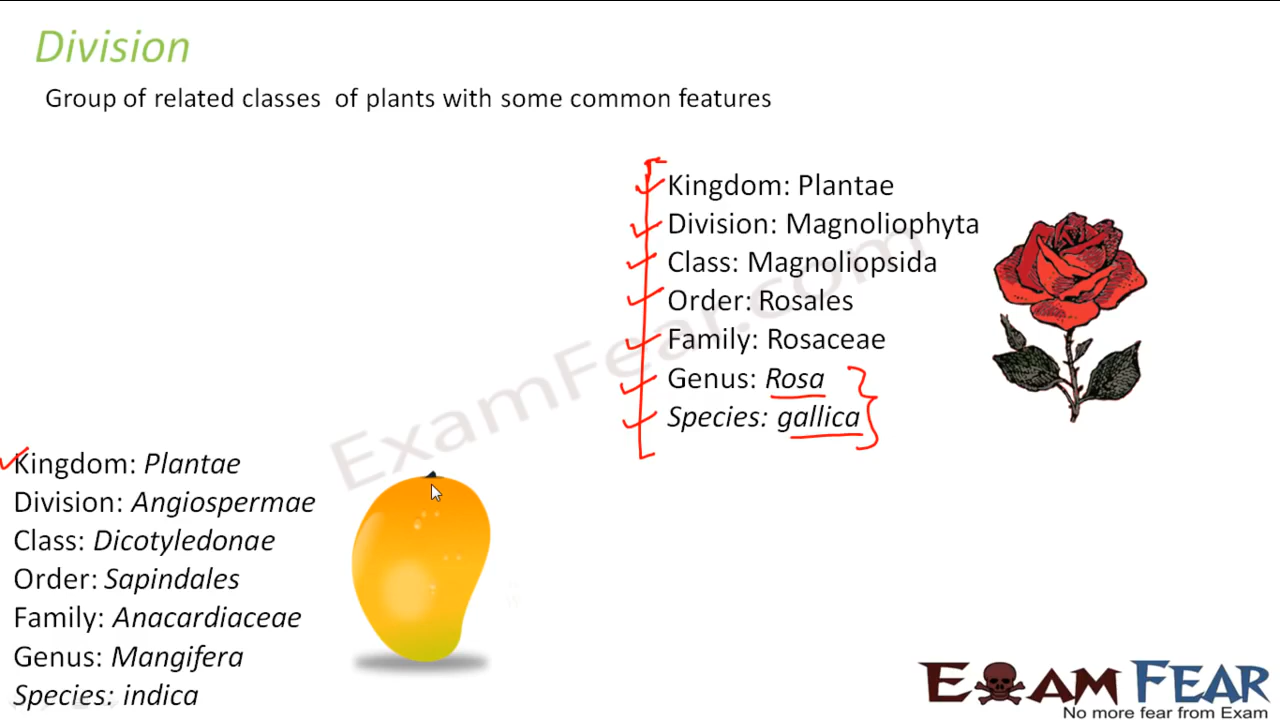 Division
Group of related classes of plants with some common features
Kingdom: Plantae
Division: Magnoliophyta
Class: Magnoliopsida
Order: Rosales
Family: Rosaceae
Genus: Rosa
Species: gallica
ExamFear.com
Kingdom: Plantae
Division: Angiospermae
Class: Dicotyledonae
Order: Sapindales
Family: Anacardiaceae
Genus: Mangifera
Species: indica
EXAM FEAR
No more fear from Exam